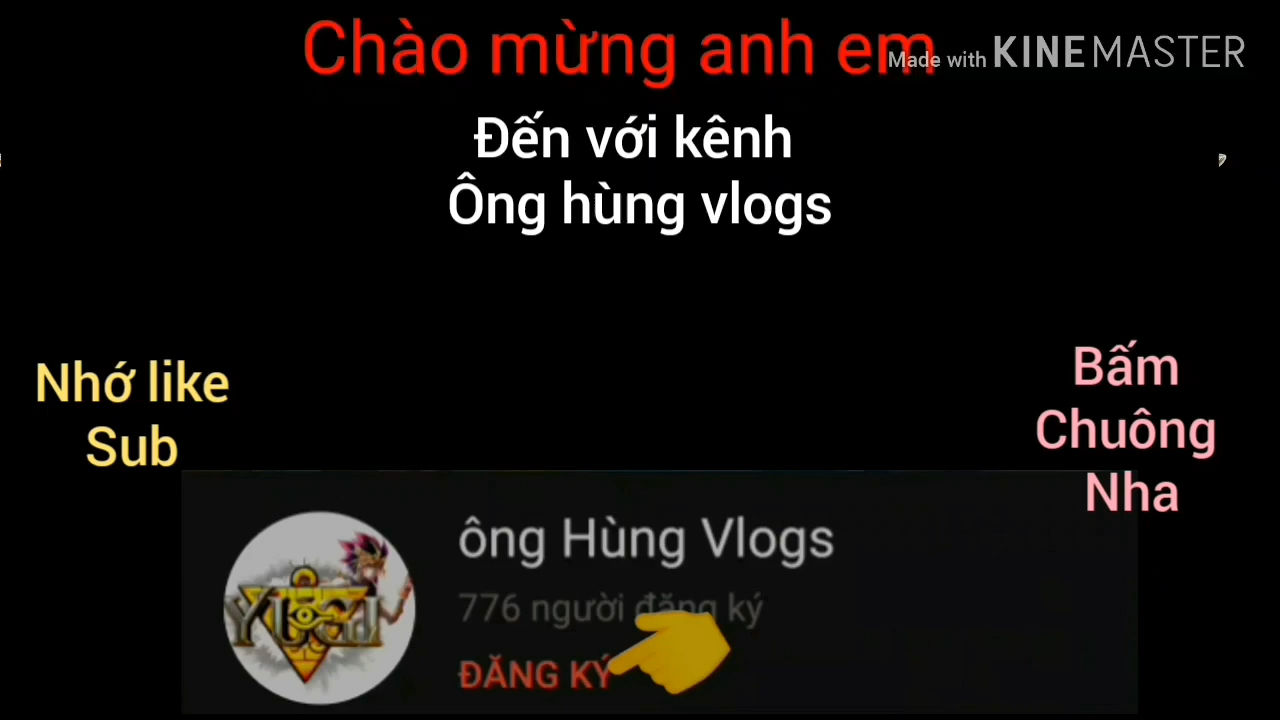 Chào mừng anh em
Made with KINEMASTER
Đến với kênh
Ông hùng vlogs
Nhớ like
Sub
Bấm
Chuông
Nha
ông Hùng Vlogs
776 người đăng ký
ĐĂNG KÝ
YUGI